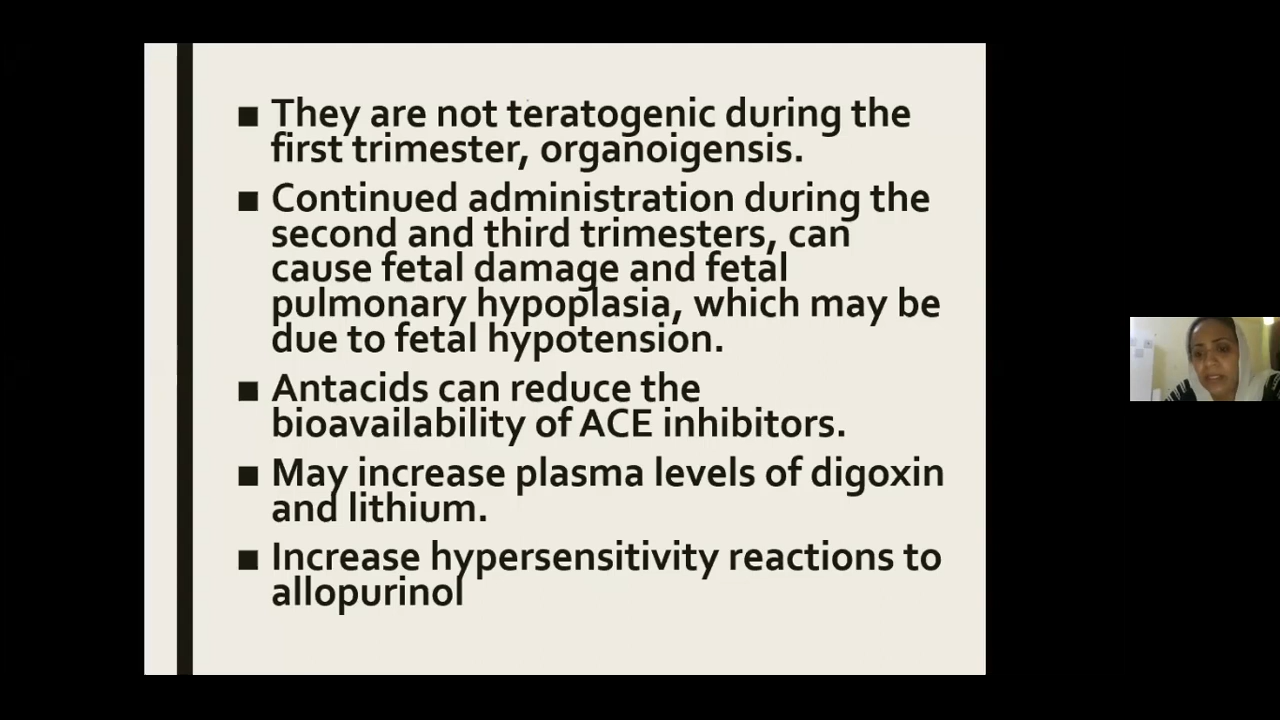 ■ They are not teratogenic during the
first trimester, organoigensis.
■ Continued administration during the
second and third trimesters, can
cause fetal damage and fetal
pulmonary hypoplasia, which may be
due to fetal hypotension.
■ Antacids can reduce the
bioavailability of ACE inhibitors.
■ May increase plasma levels of digoxin
and lithium.
■ Increase hypersensitivity reactions to
allopurinol